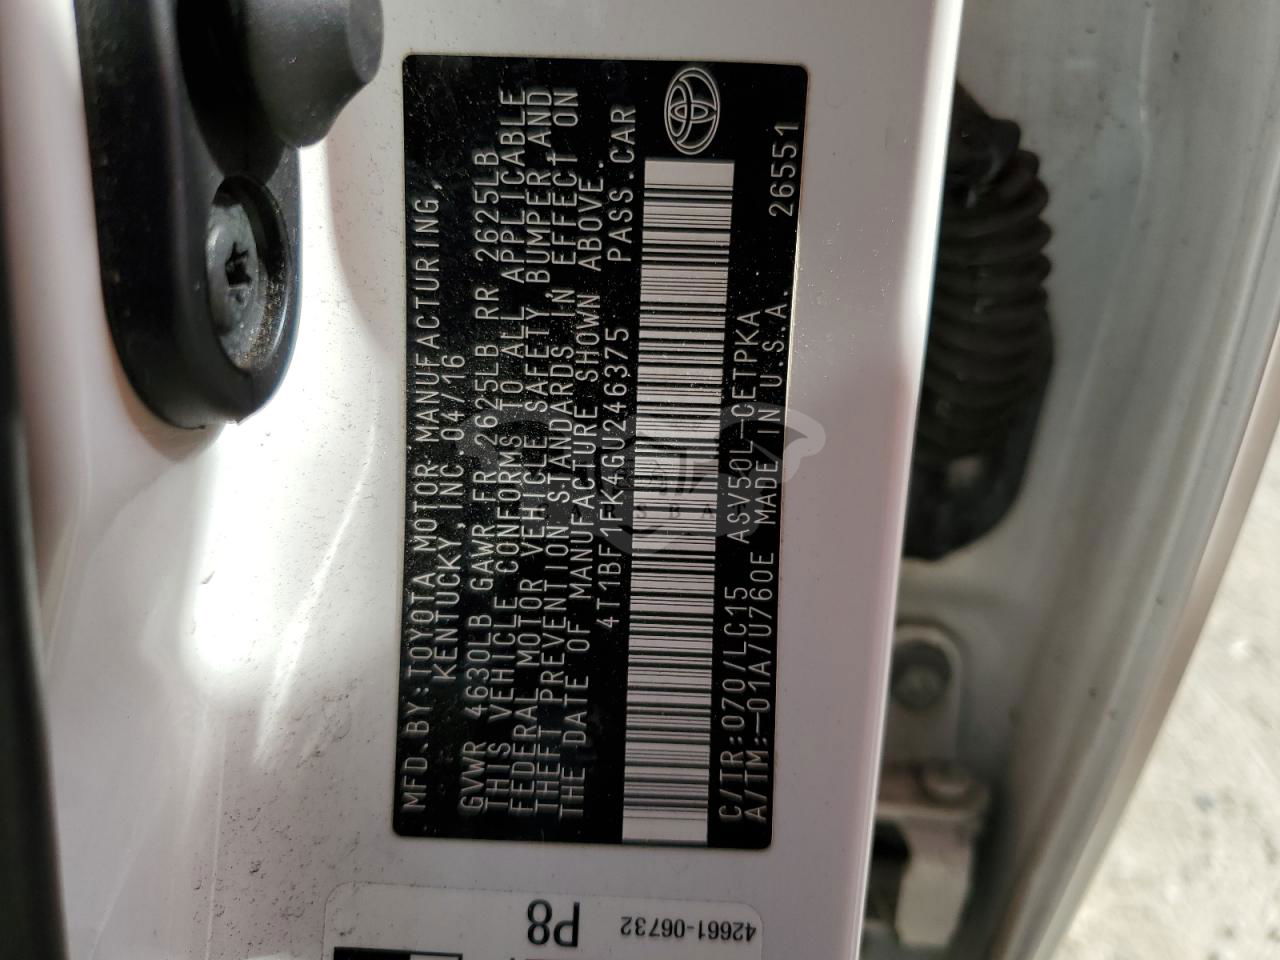 MFD.BY:TOYOTA MOTOR MANUFACTURING,
KENTUCKY, INC 04/16
GVWR 4630LB GAWR FR 2625LB RR 2625LB
THIS VEHICLE CONFORMS TO ALL APPLICABLE
FEDERAL MOTOR VEHICLE SAFETY, BUMPER, AND
THEFT PREVENTION STANDARDS IN EFFECT ON
THE DATE OF MANUFACTURE SHOWN ABOVE.
4T1BF1FK4GU246375 PASS.CAR
C/TR:070/LC15 ASV50L-CETPKA
A/TM:-01A/U760E MADE IN U.S.A. 26551
P8
42661-06732